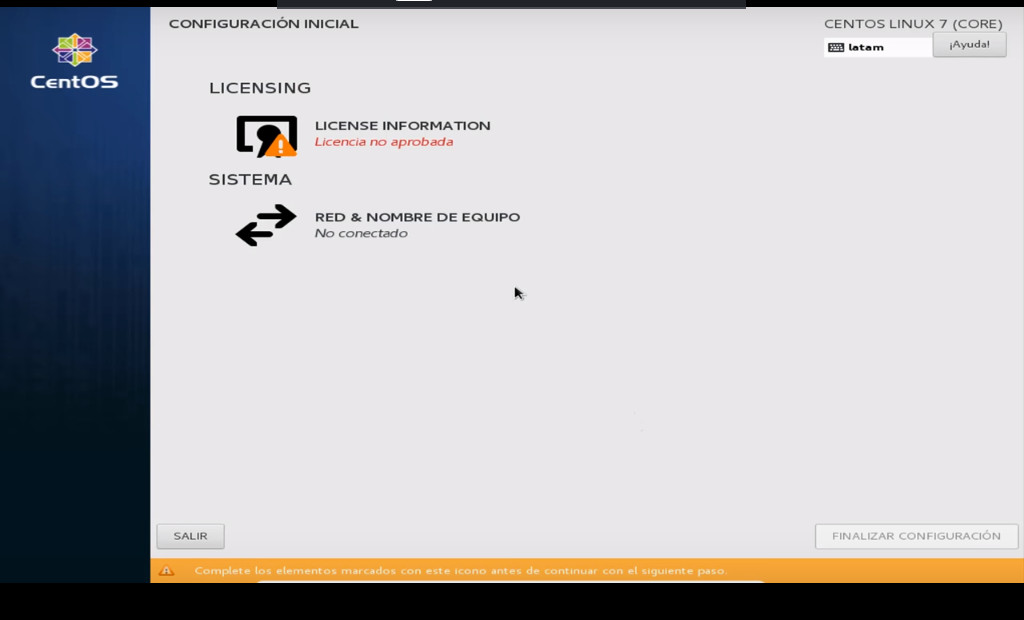 CONFIGURACIÓN INICIAL
CENTOS LINUX 7 (CORE)
latam
¡Ayuda!
CentOS
LICENSING
LICENSE INFORMATION
Licencia no aprobada
SISTEMA
RED & NOMBRE DE EQUIPO
No conectado
SALIR
FINALIZAR CONFIGURACIÓN
Complete los elementos marcados con este icono antes de continuar con el siguiente paso.